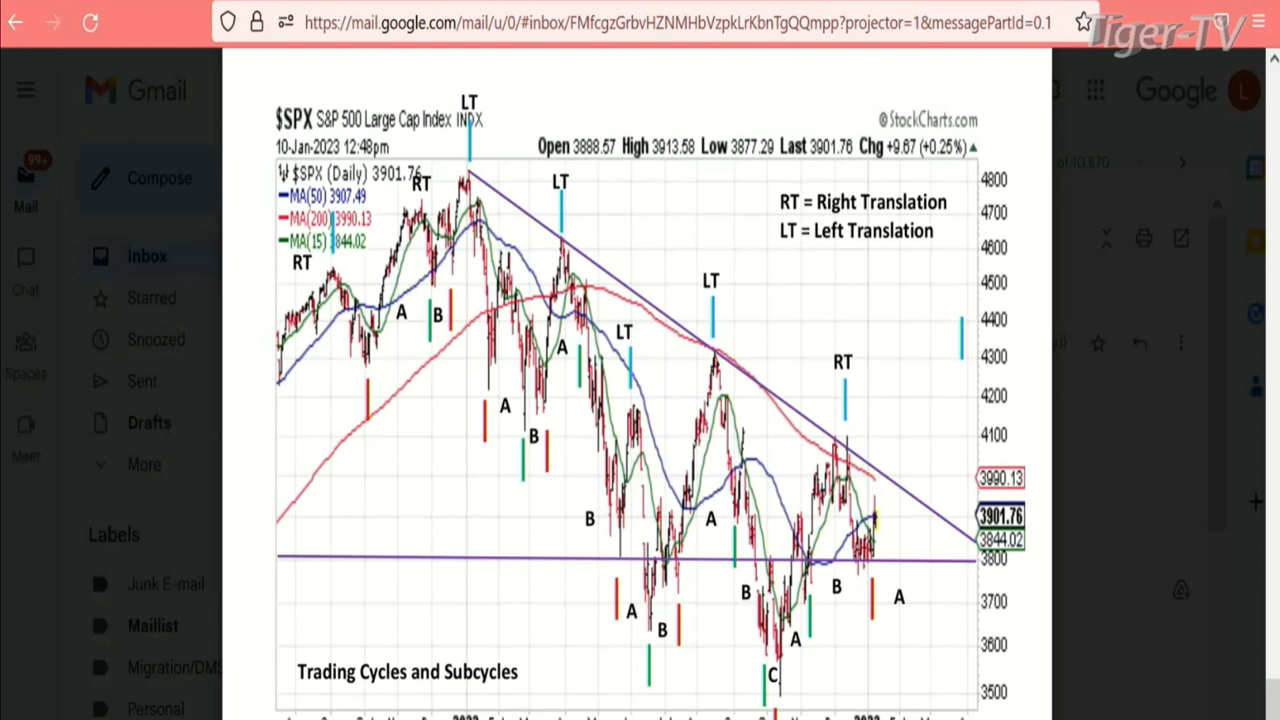 https://mail.google.com/mail/u/0/#inbox/FMfcgzGrbvHZNMHbVzpkLrKbnTgQQmpp?projector=1&messagePartId=0.1
Tiger-TV
Gmail
Google
L
99+
Compose
Mail
Inbox
Chat
Starred
Snoozed
Spaces
Sent
Drafts
Meet
More
Labels
Junk E-mail
Maillist
Migration/DMS
Personal
of 10,870
LT
$SPX S&P 500 Large Cap Index INDX
© StockCharts.com
10-Jan-2023 12:48pm
Open 3888.57 High 3913.58 Low 3877.29 Last 3901.76 Chg +9.67 (+0.25%)
$SPX (Daily) 3901.76
MA(50) 3907.49
MA(200) 3990.13
MA(15) 3844.02
RT = Right Translation
LT = Left Translation
RT
LT
RT
LT
LT
RT
A
B
A
A
B
B
A
A
B
B
B
A
A
C
4800
4700
4600
4500
4400
4300
4200
4100
3990.13
3901.76
3844.02
3800
3700
3600
3500
Trading Cycles and Subcycles